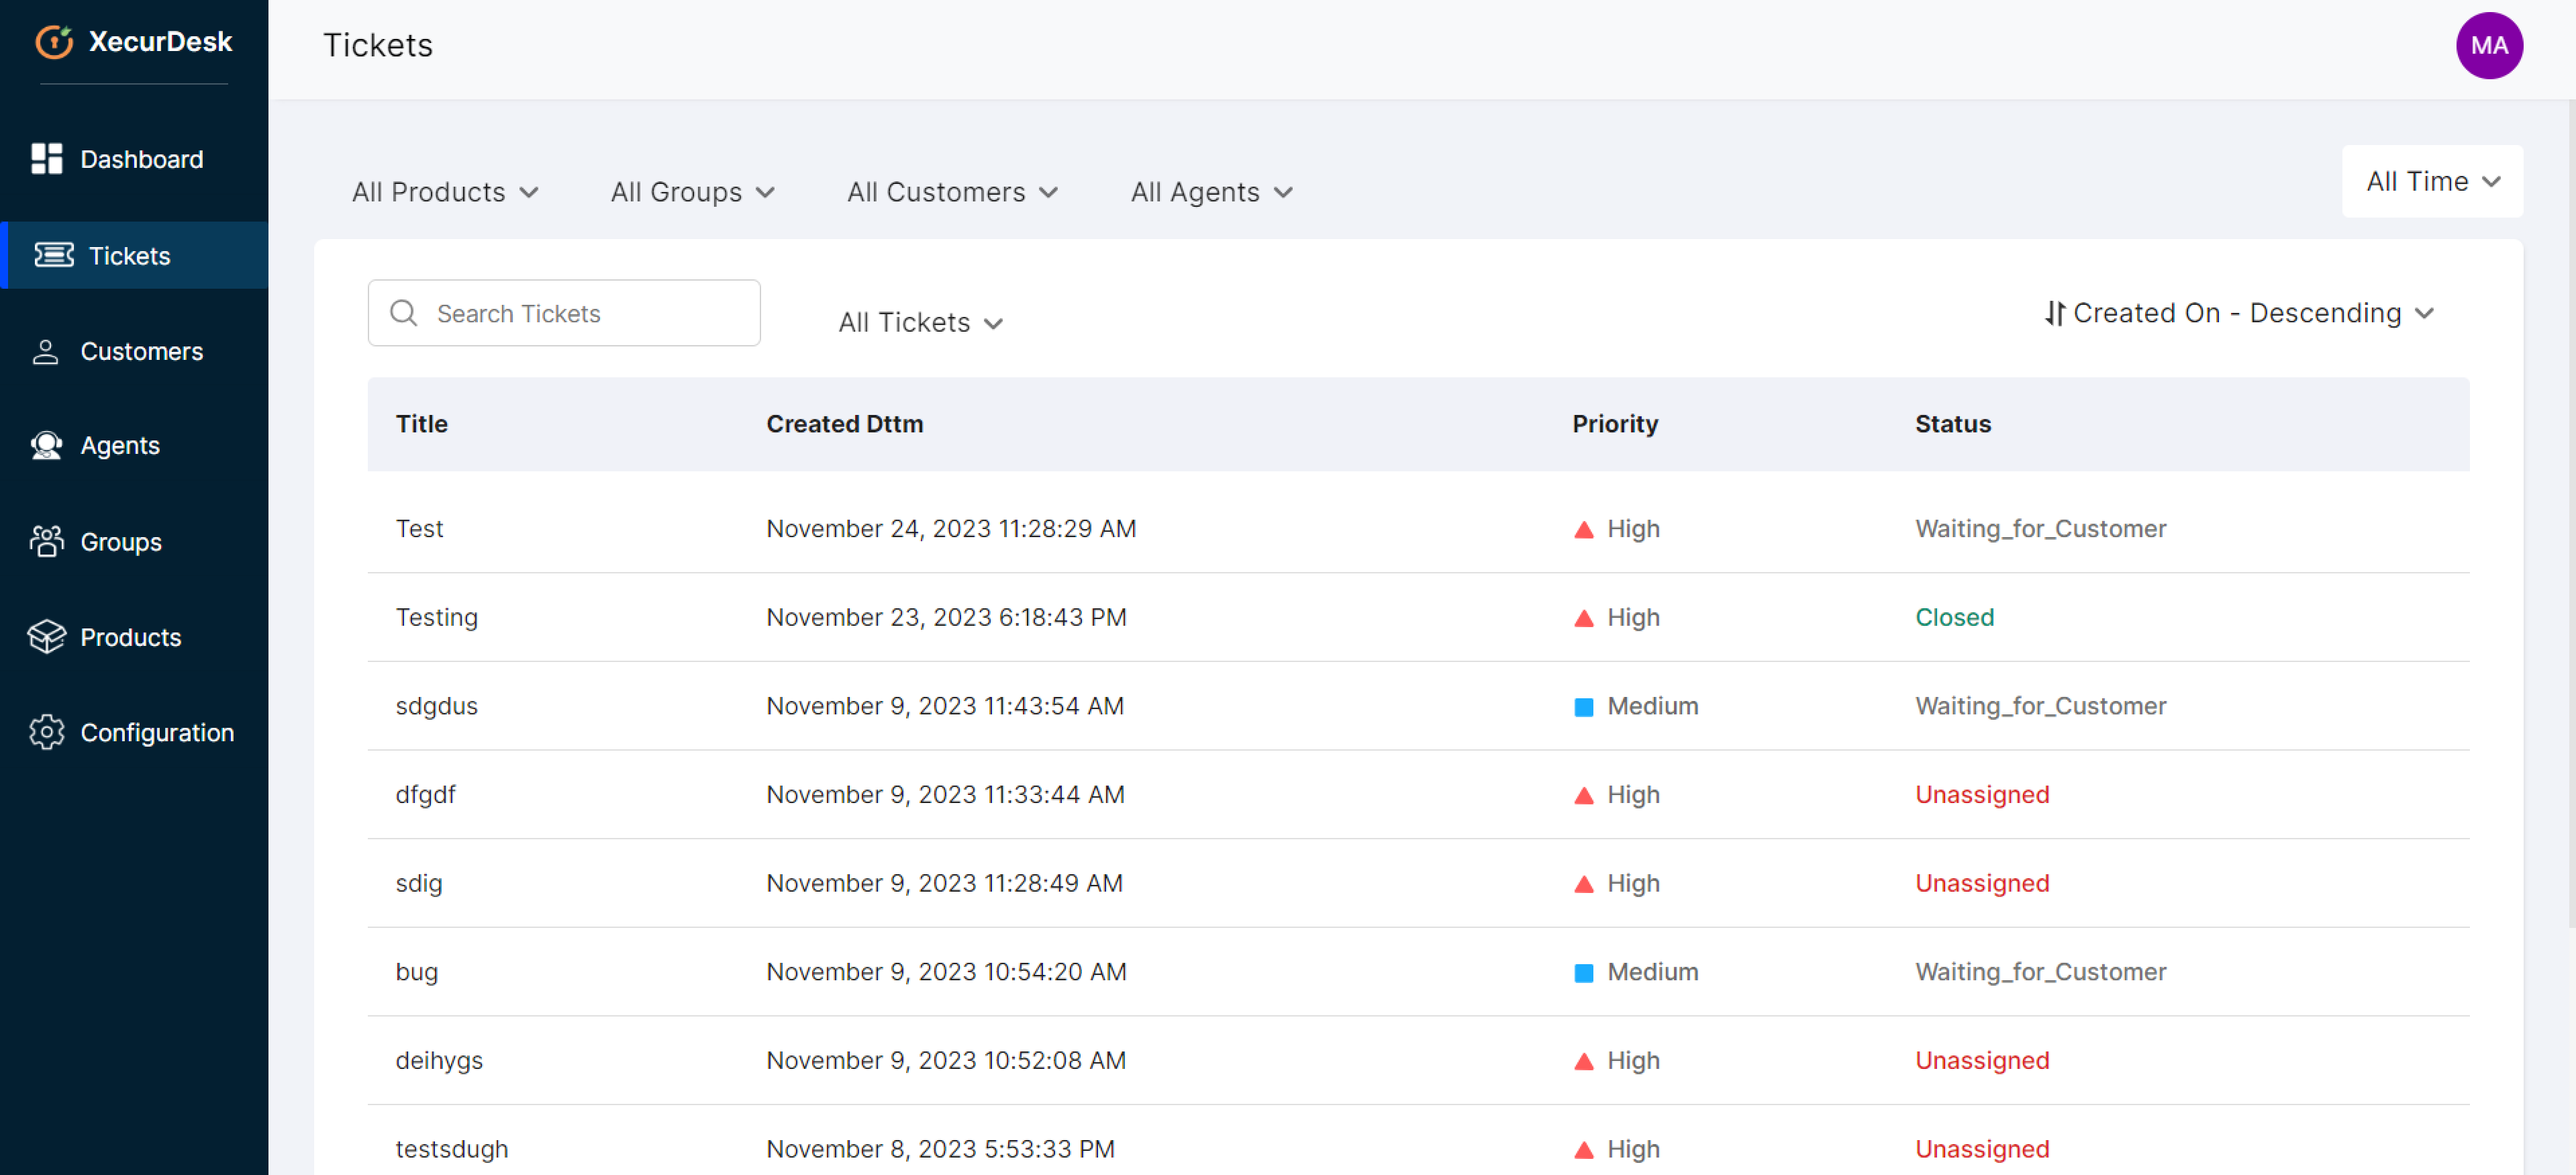 XecurDesk
Tickets
MA
Dashboard
Tickets
Customers
Agents
Groups
Products
Configuration
All Products All Groups All Customers All Agents All Time
Search Tickets All Tickets Created On - Descending
Title Created Dttm Priority Status
Test November 24, 2023 11:28:29 AM High Waiting_for_Customer
Testing November 23, 2023 6:18:43 PM High Closed
sdgdus November 9, 2023 11:43:54 AM Medium Waiting_for_Customer
dfgdf November 9, 2023 11:33:44 AM High Unassigned
sdig November 9, 2023 11:28:49 AM High Unassigned
bug November 9, 2023 10:54:20 AM Medium Waiting_for_Customer
deihygs November 9, 2023 10:52:08 AM High Unassigned
testsdugh November 8, 2023 5:53:33 PM High Unassigned